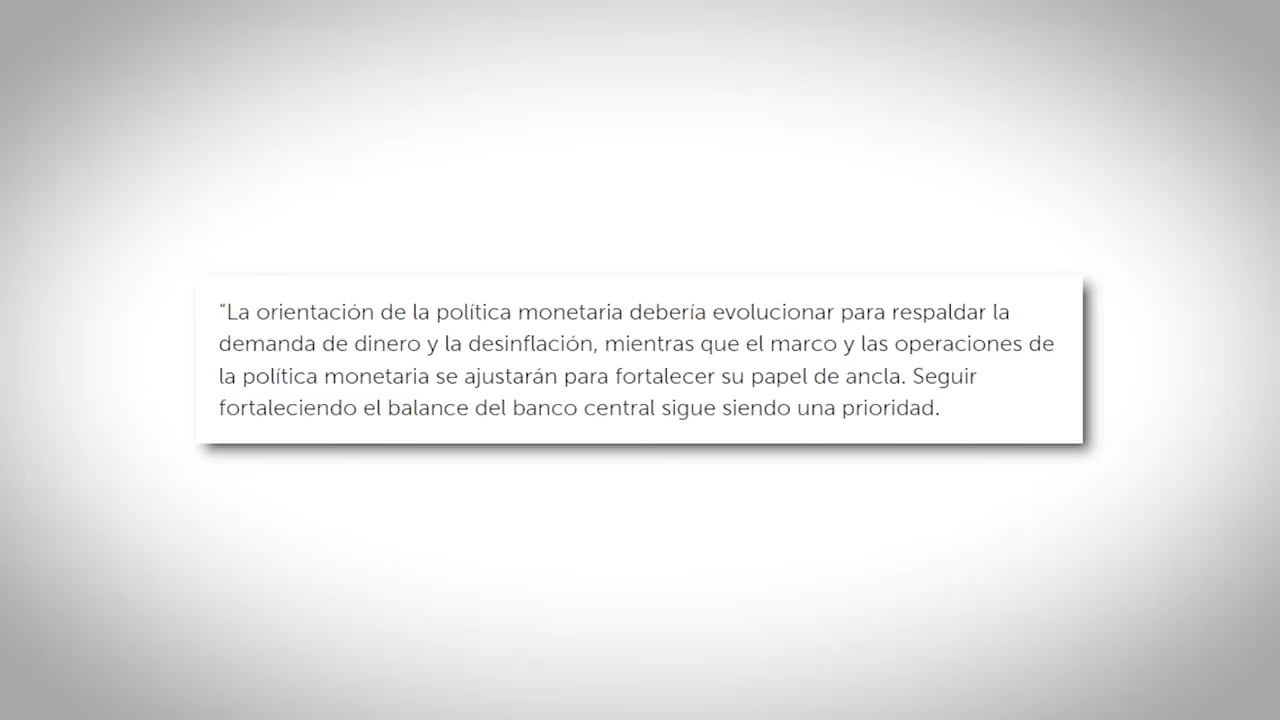 “La orientación de la política monetaria debería evolucionar para respaldar la
demanda de dinero y la desinflación, mientras que el marco y las operaciones de
la política monetaria se ajustarán para fortalecer su papel de ancla. Seguir
fortaleciendo el balance del banco central sigue siendo una prioridad.